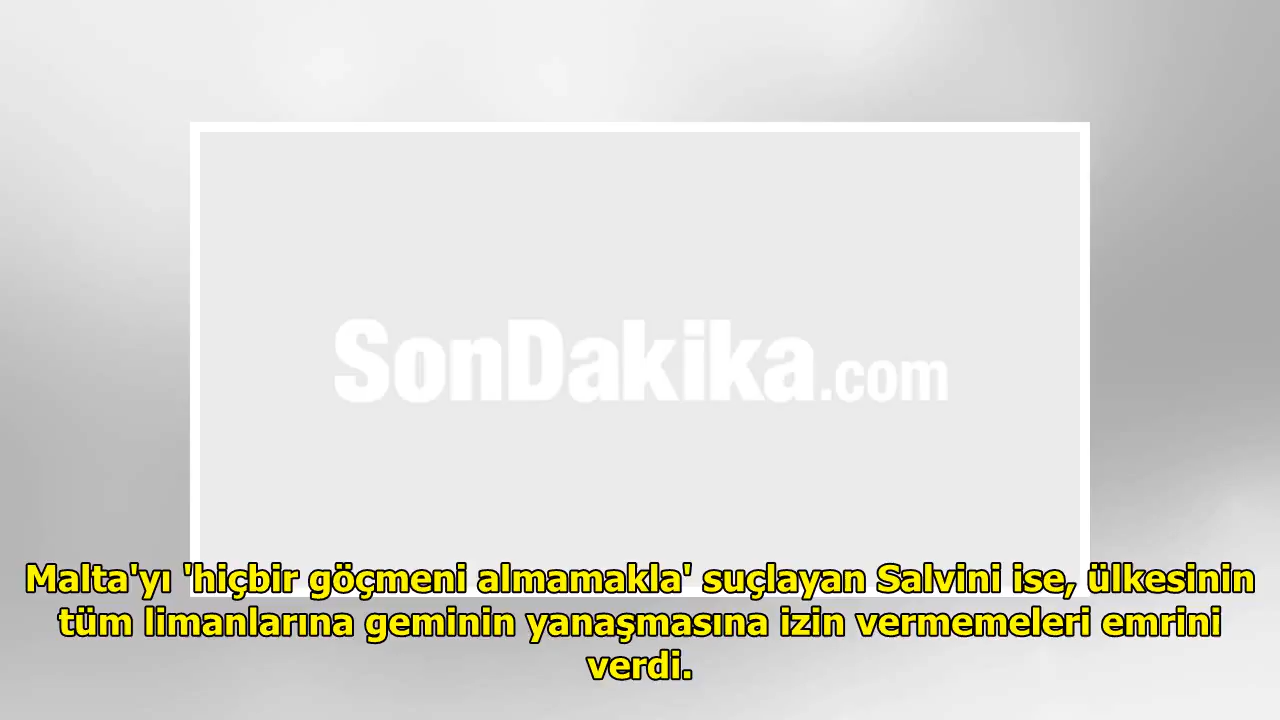 SonDakika.com
Malta'yı 'hiçbir göçmeni almamakla' suçlayan Salvini ise, ülkesinin
tüm limanlarına geminin yanaşmasına izin vermemeleri emrini
verdi.